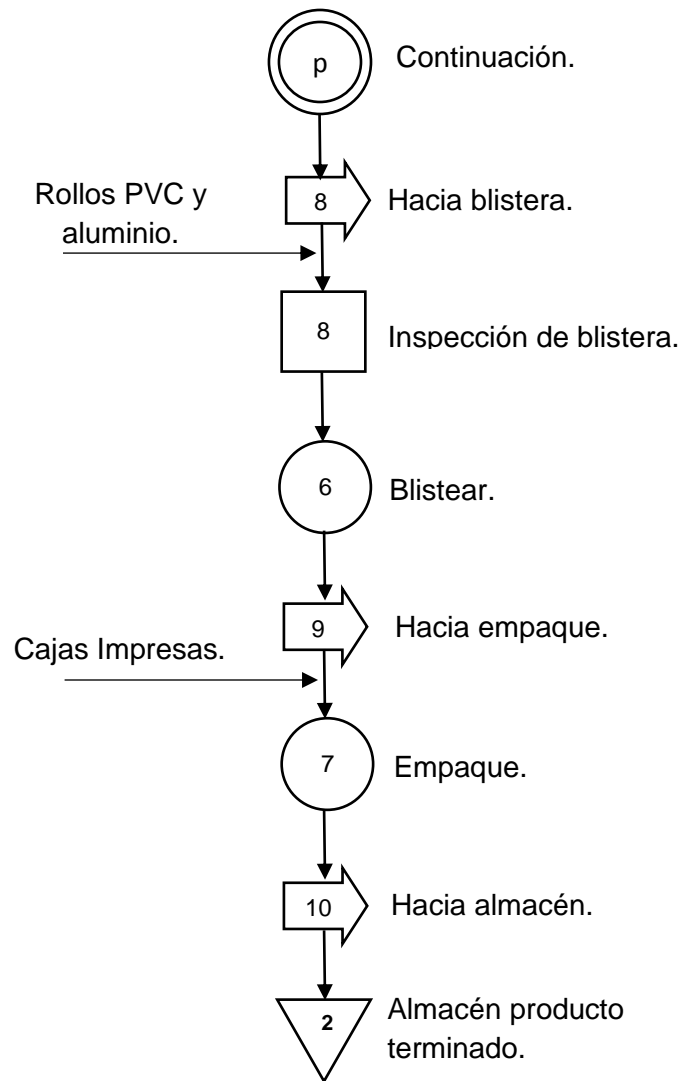 p
Continuación.
8
Hacia blistera.
Rollos PVC y
aluminio.
8
Inspección de blistera.
6
Blistear.
9
Hacia empaque.
Cajas Impresas.
7
Empaque.
10
Hacia almacén.
2
Almacén producto
terminado.